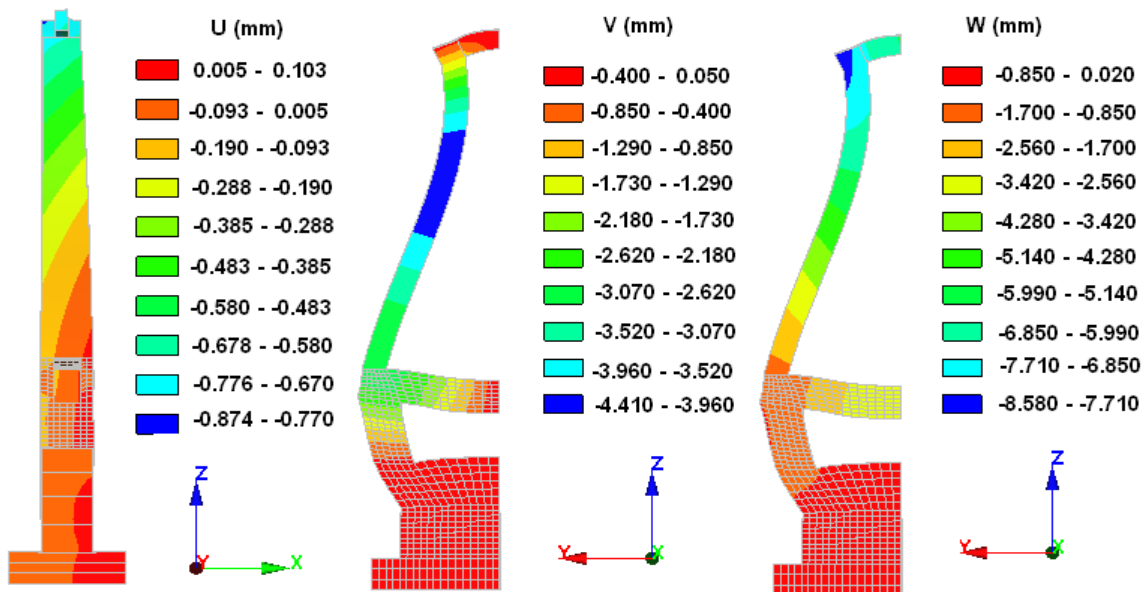 U (mm)
0.005 - 0.103
-0.093 - 0.005
-0.190 - -0.093
-0.288 - -0.190
-0.385 - -0.288
-0.483 - -0.385
-0.580 - -0.483
-0.678 - -0.580
-0.776 - -0.670
-0.874 - -0.770
Z
Y
X
V (mm)
-0.400 - 0.050
-0.850 - -0.400
-1.290 - -0.850
-1.730 - -1.290
-2.180 - -1.730
-2.620 - -2.180
-3.070 - -2.620
-3.520 - -3.070
-3.960 - -3.520
-4.410 - -3.960
Z
Y
X
W (mm)
-0.850 - 0.020
-1.700 - -0.850
-2.560 - -1.700
-3.420 - -2.560
-4.280 - -3.420
-5.140 - -4.280
-5.990 - -5.140
-6.850 - -5.990
-7.710 - -6.850
-8.580 - -7.710
Z
Y
X